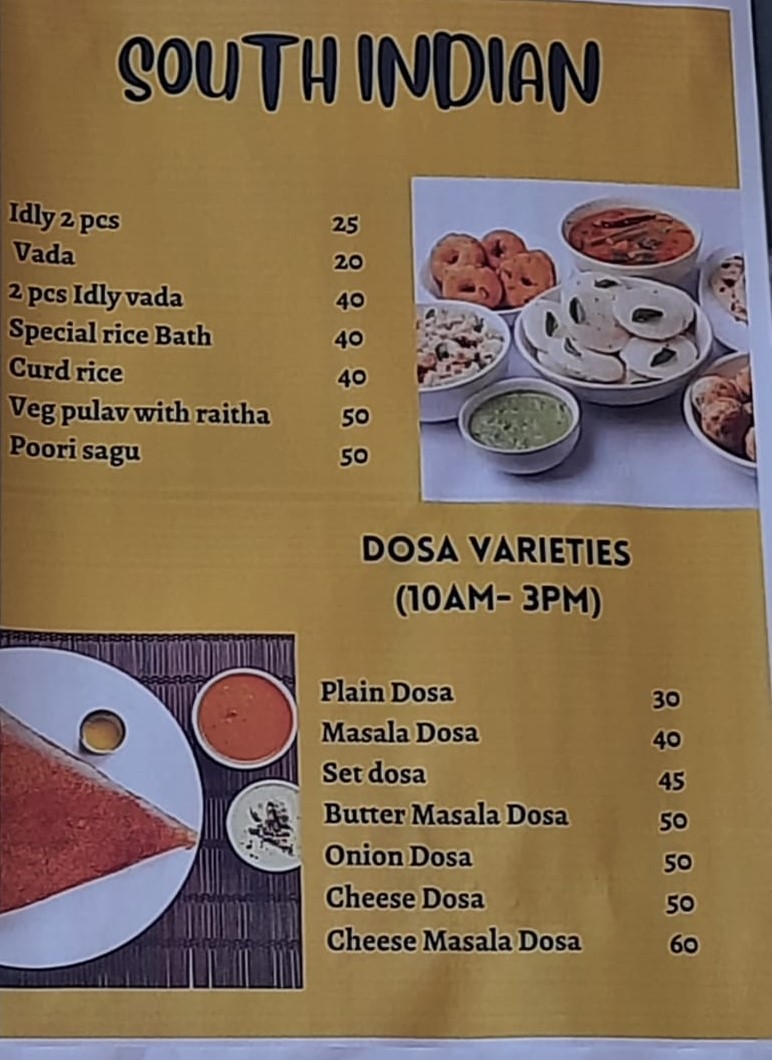 SOUTH INDIAN
Idly 2 pcs 25
Vada 20
2 pcs Idly vada 40
Special rice Bath 40
Curd rice 40
Veg pulav with raitha 50
Poori sagu 50
DOSA VARIETIES
(10AM- 3PM)
Plain Dosa 30
Masala Dosa 40
Set dosa 45
Butter Masala Dosa 50
Onion Dosa 50
Cheese Dosa 50
Cheese Masala Dosa 60